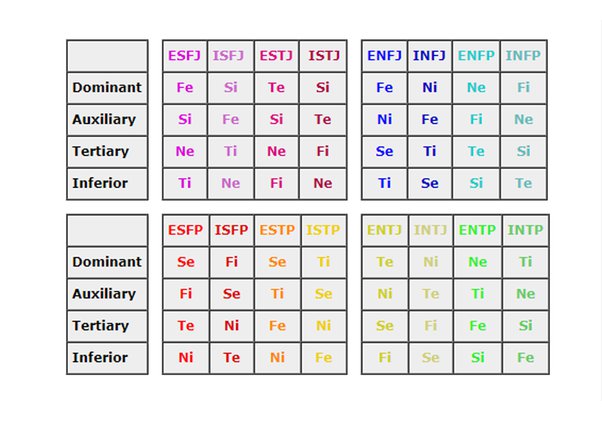 ESFJ ISFJ ESTJ ISTJ ENFJ INFJ ENFP INFP
Dominant Fe Si Te Si Fe Ni Ne Fi
Auxiliary Si Fe Si Te Ni Fe Fi Ne
Tertiary Ne Ti Ne Fi Se Ti Te Si
Inferior Ti Ne Fi Ne Ti Se Si Te
ESFP ISFP ESTP ISTP ENTJ INTJ ENTP INTP
Dominant Se Fi Se Ti Te Ni Ne Ti
Auxiliary Fi Se Ti Se Ni Te Ti Ne
Tertiary Te Ni Fe Ni Se Fi Fe Si
Inferior Ni Te Ni Fe Fi Se Si Fe